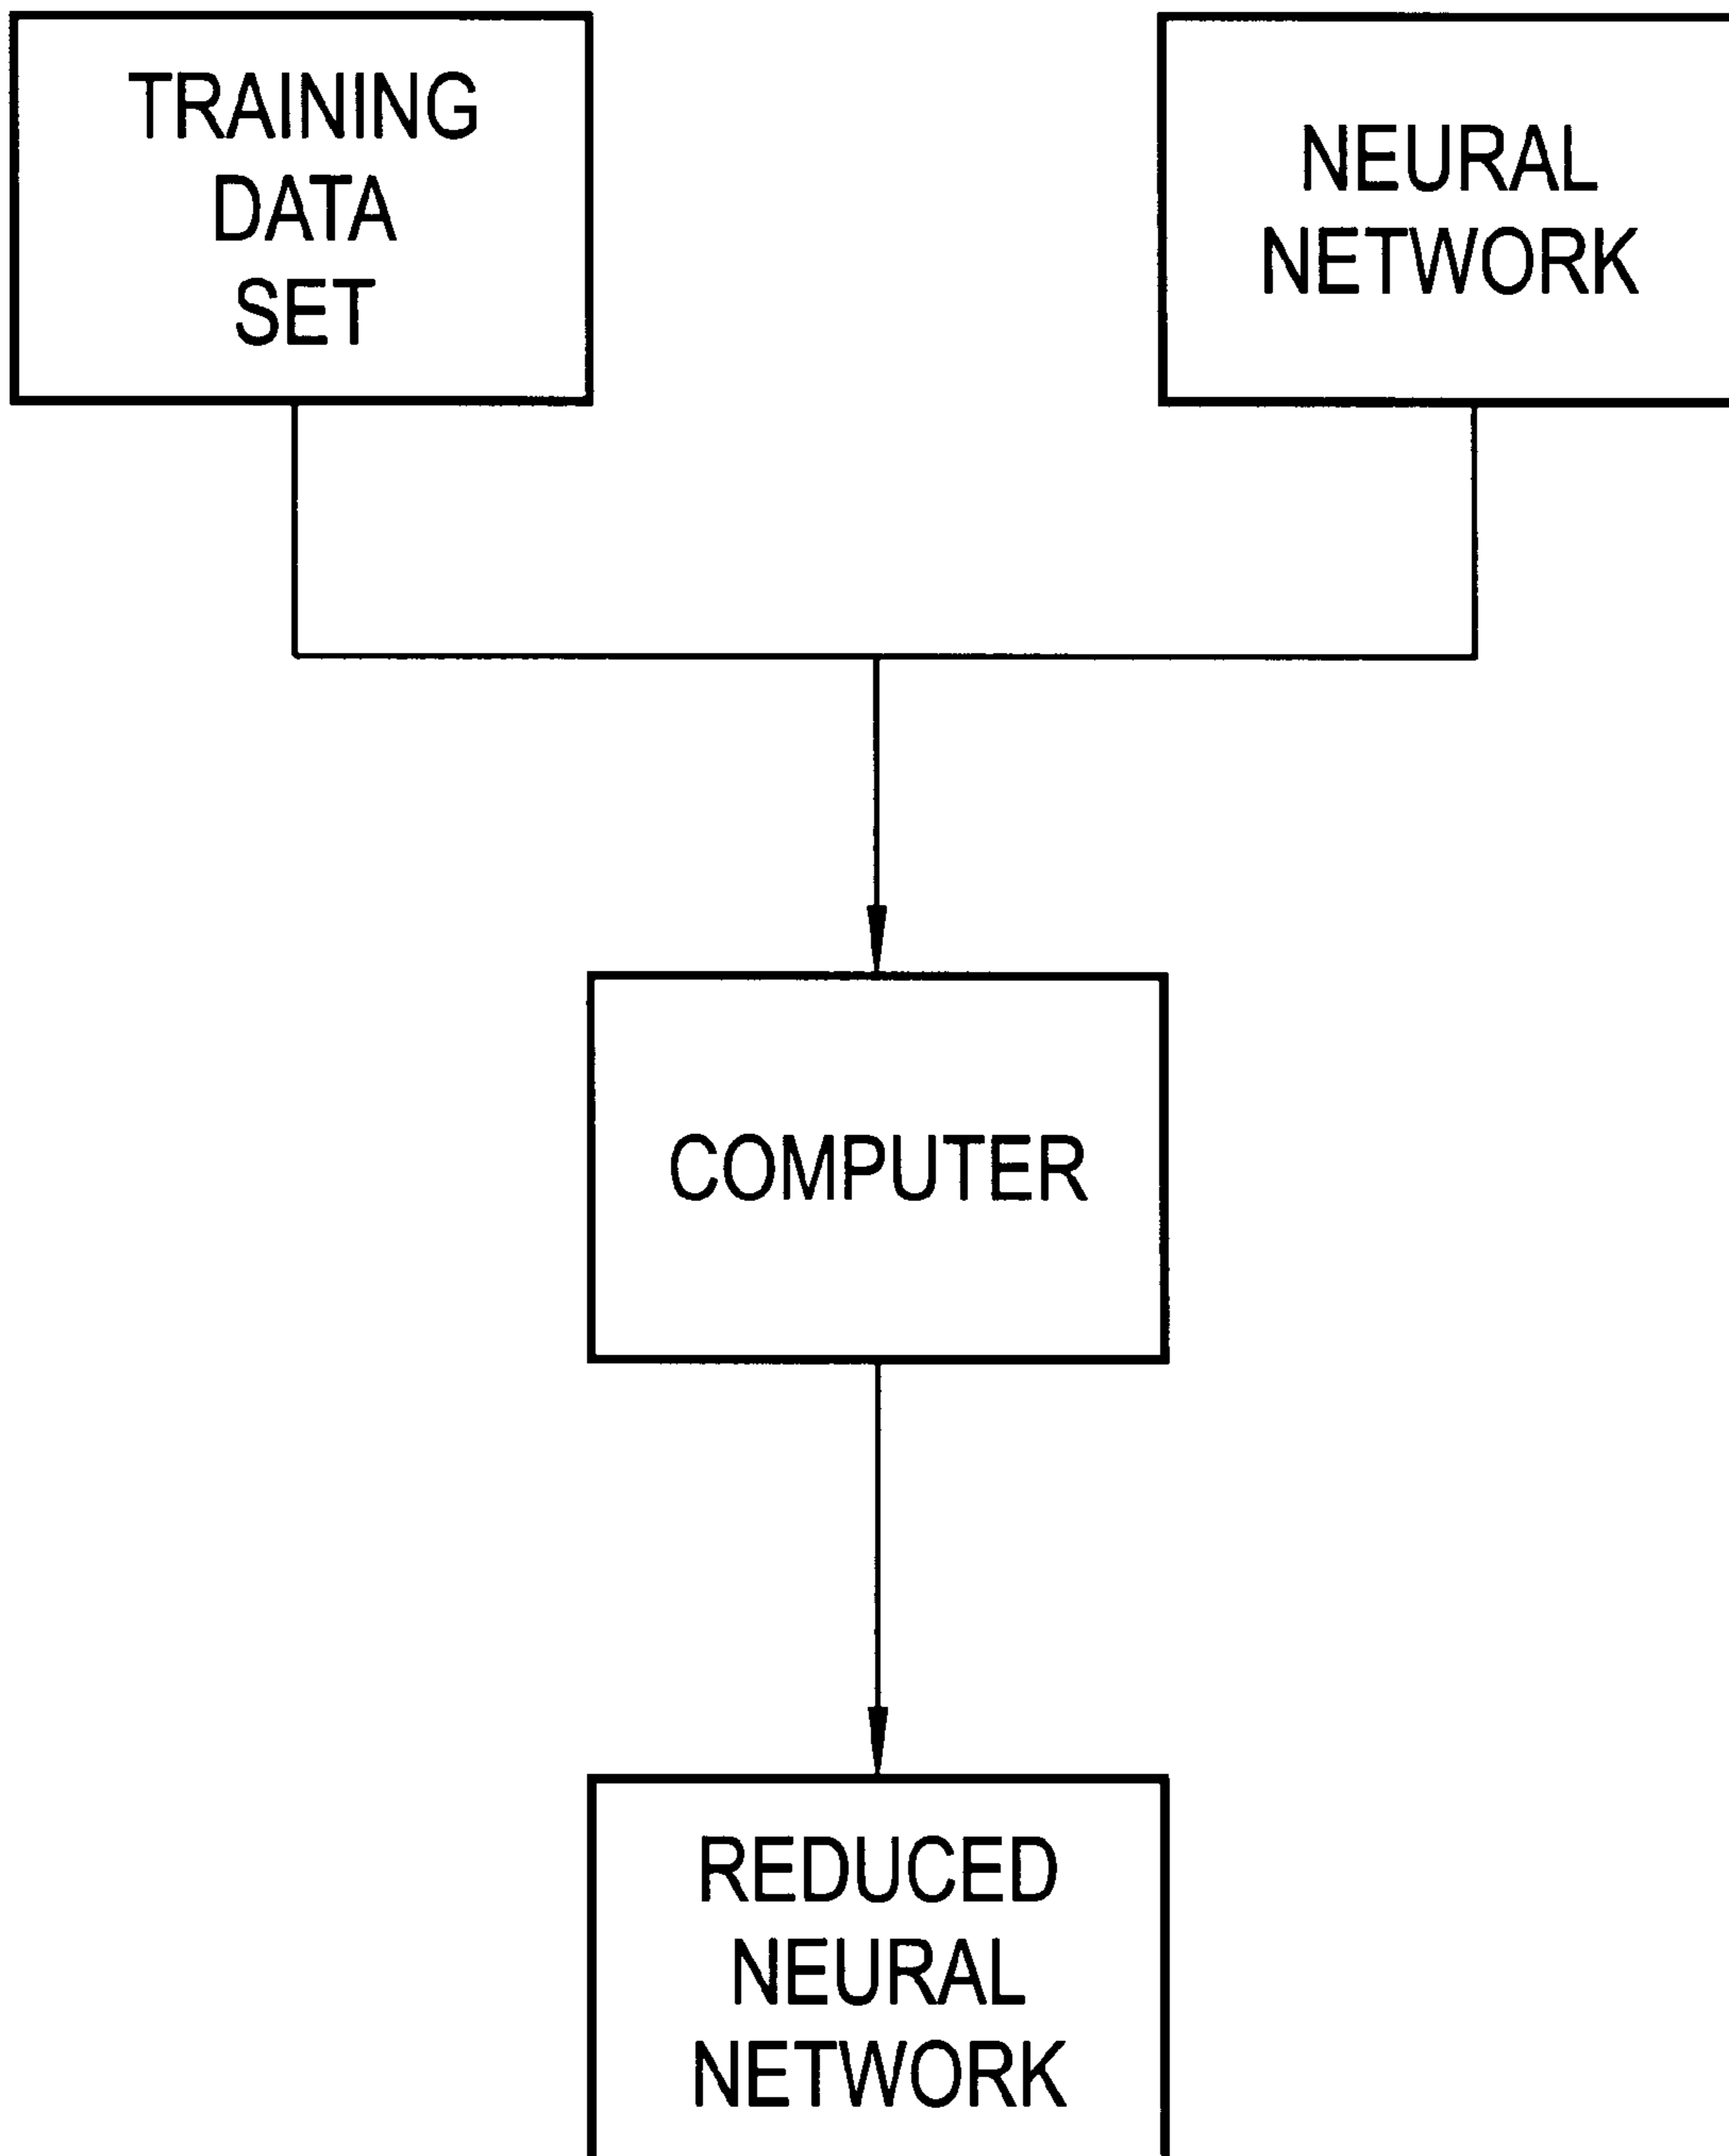 TRAINING
DATA
SET
NEURAL
NETWORK
COMPUTER
REDUCED
NEURAL
NETWORK